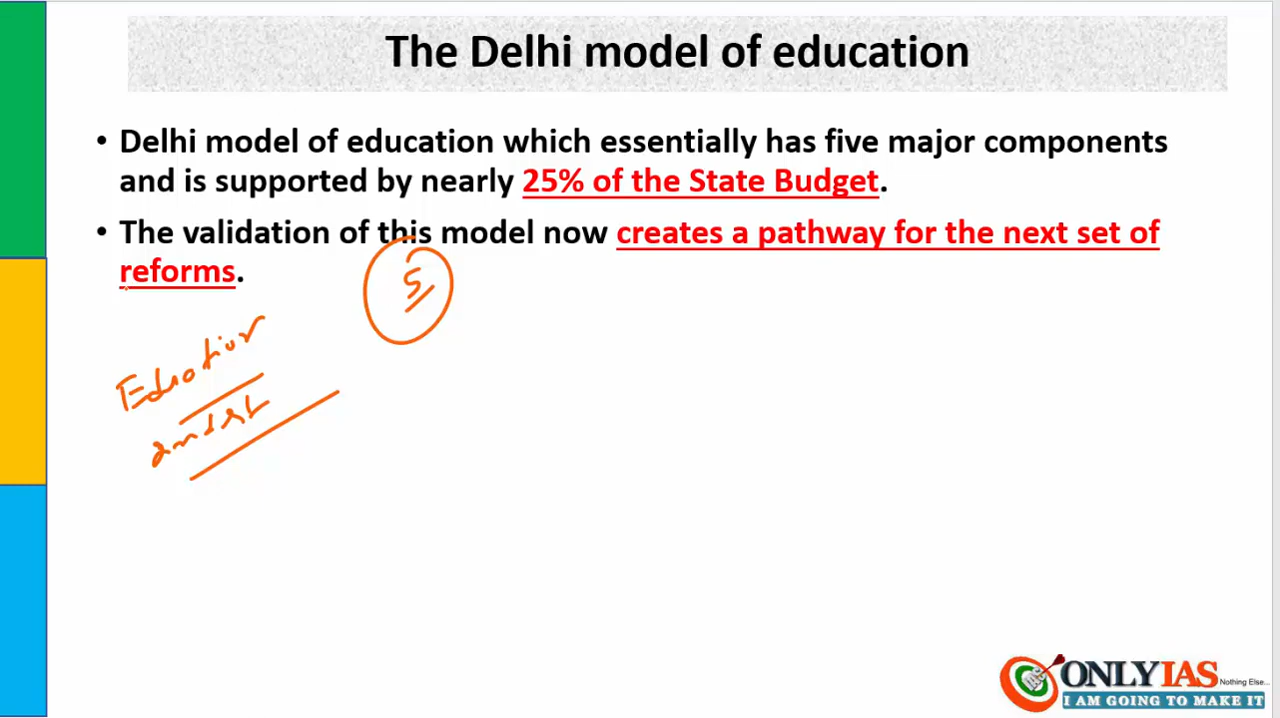 The Delhi model of education
• Delhi model of education which essentially has five major components
and is supported by nearly 25% of the State Budget.
• The validation of this model now creates a pathway for the next set of
reforms.
5
Education
ONLYIAS
Nothing Else...
I AM GOING TO MAKE IT